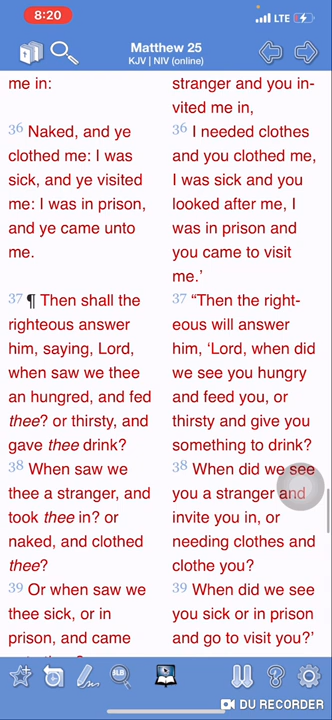 8:20
LTE
Matthew 25
KJV | NIV (online)
me in:
36 Naked, and ye
clothed me: I was
sick, and ye visited
me: I was in prison,
and ye came unto
me.
37 ¶ Then shall the
righteous answer
him, saying, Lord,
when saw we thee
an hungred, and fed
thee? or thirsty, and
gave thee drink?
38 When saw we
thee a stranger, and
took thee in? or
naked, and clothed
thee?
39 Or when saw we
thee sick, or in
prison, and came
stranger and you in-
vited me in,
36 I needed clothes
and you clothed me,
I was sick and you
looked after me, I
was in prison and
you came to visit
me.’
37 “Then the right-
eous will answer
him, ‘Lord, when did
we see you hungry
and feed you, or
thirsty and give you
something to drink?
38 When did we see
you a stranger and
invite you in, or
needing clothes and
clothe you?
39 When did we see
you sick or in prison
and go to visit you?’
DU RECORDER